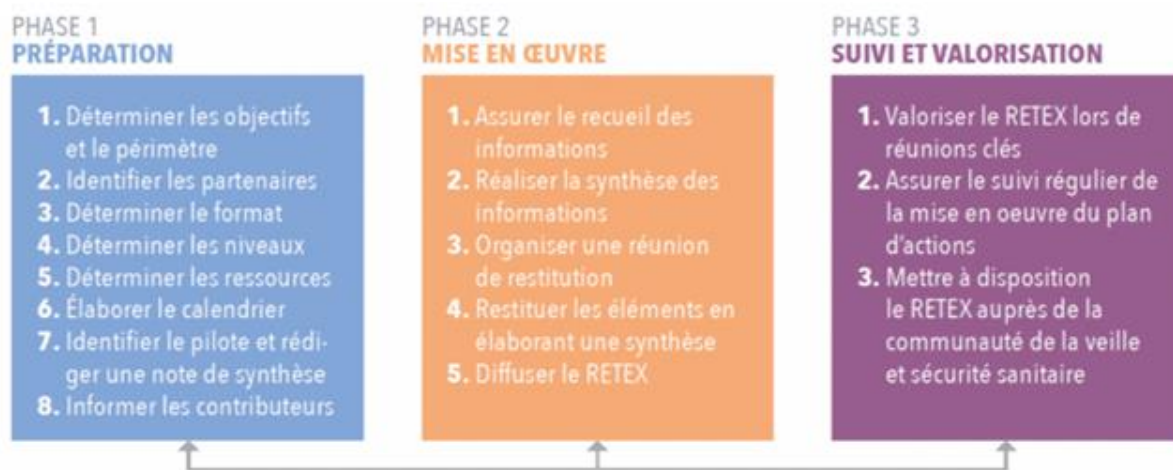 PHASE 1
PRÉPARATION
1. Déterminer les objectifs
et le périmètre
2. Identifier les partenaires
3. Déterminer le format
4. Déterminer les niveaux
5. Déterminer les ressources
6. Élaborer le calendrier
7. Identifier le pilote et rédi-
ger une note de synthèse
8. Informer les contributeurs
PHASE 2
MISE EN ŒUVRE
1. Assurer le recueil des
informations
2. Réaliser la synthèse des
informations
3. Organiser une réunion
de restitution
4. Restituer les éléments en
élaborant une synthèse
5. Diffuser le RETEX
PHASE 3
SUIVI ET VALORISATION
1. Valoriser le RETEX lors de
réunions clés
2. Assurer le suivi régulier de
la mise en oeuvre du plan
d'actions
3. Mettre à disposition
le RETEX auprès de la
communauté de la veille
et sécurité sanitaire